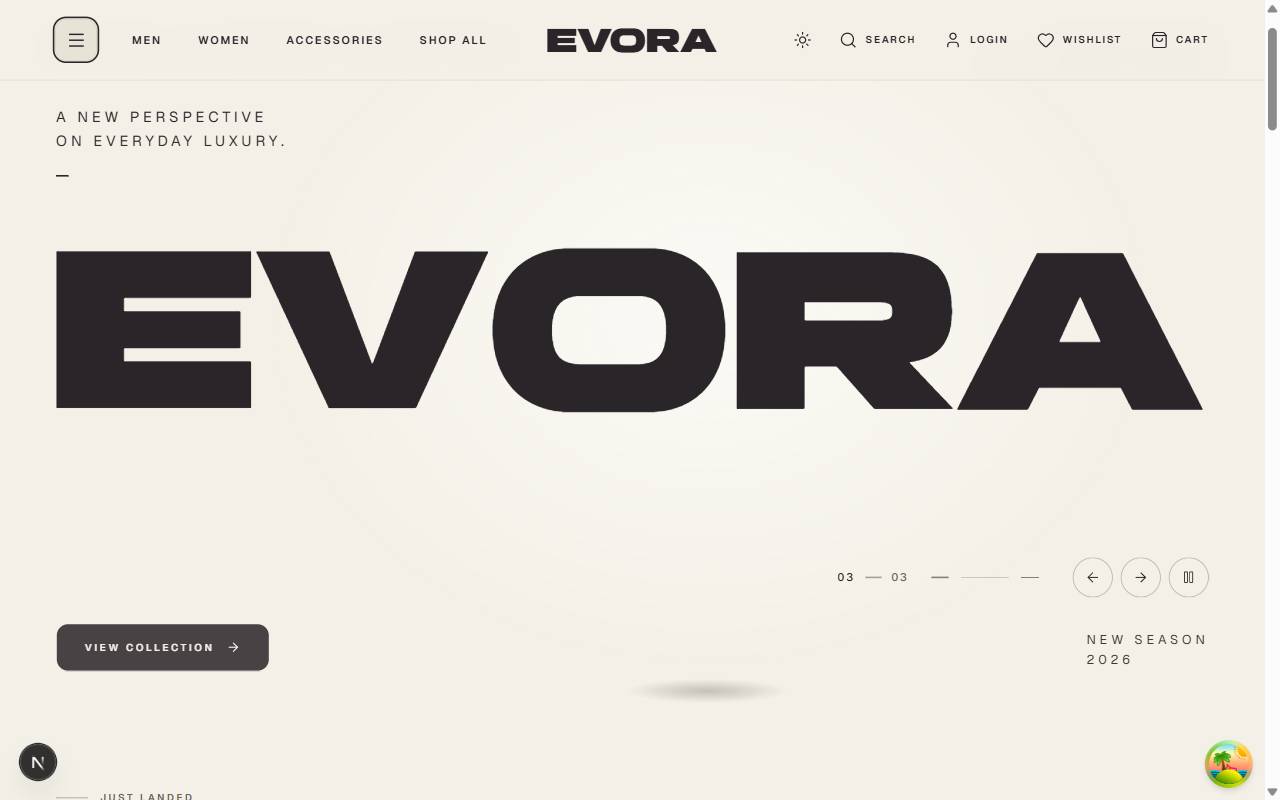 MEN
WOMEN
ACCESSORIES
SHOP ALL
EVORA
SEARCH
LOGIN
WISHLIST
CART
A NEW PERSPECTIVE
ON EVERYDAY LUXURY.
—
EVORA
03 — 03
VIEW COLLECTION →
NEW SEASON
2026
N
JUST LANDED